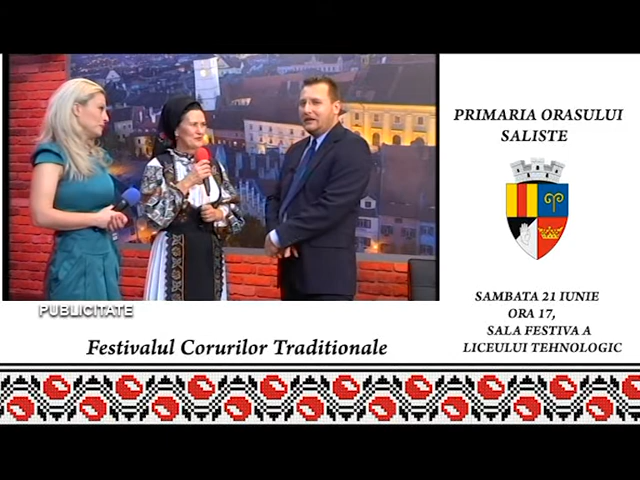 PRIMARIA ORASULUI
SALISTE
SAMBATA 21 IUNIE
ORA 17,
SALA FESTIVA A
LICEULUI TEHNOLOGIC
PUBLICITATE
Festivalul Corurilor Traditionale